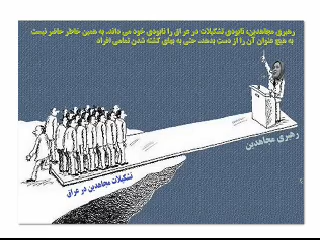 رهبری مجاهدین، نابودی تشکیلات در عراق را نابودی خود می داند. به همین خاطر حاضر نیست
به هیچ عنوان آن را از دست بدهد. حتی به بهای کشته شدن تمامی افراد
رهبری مجاهدین
تشکیلات مجاهدین در عراق